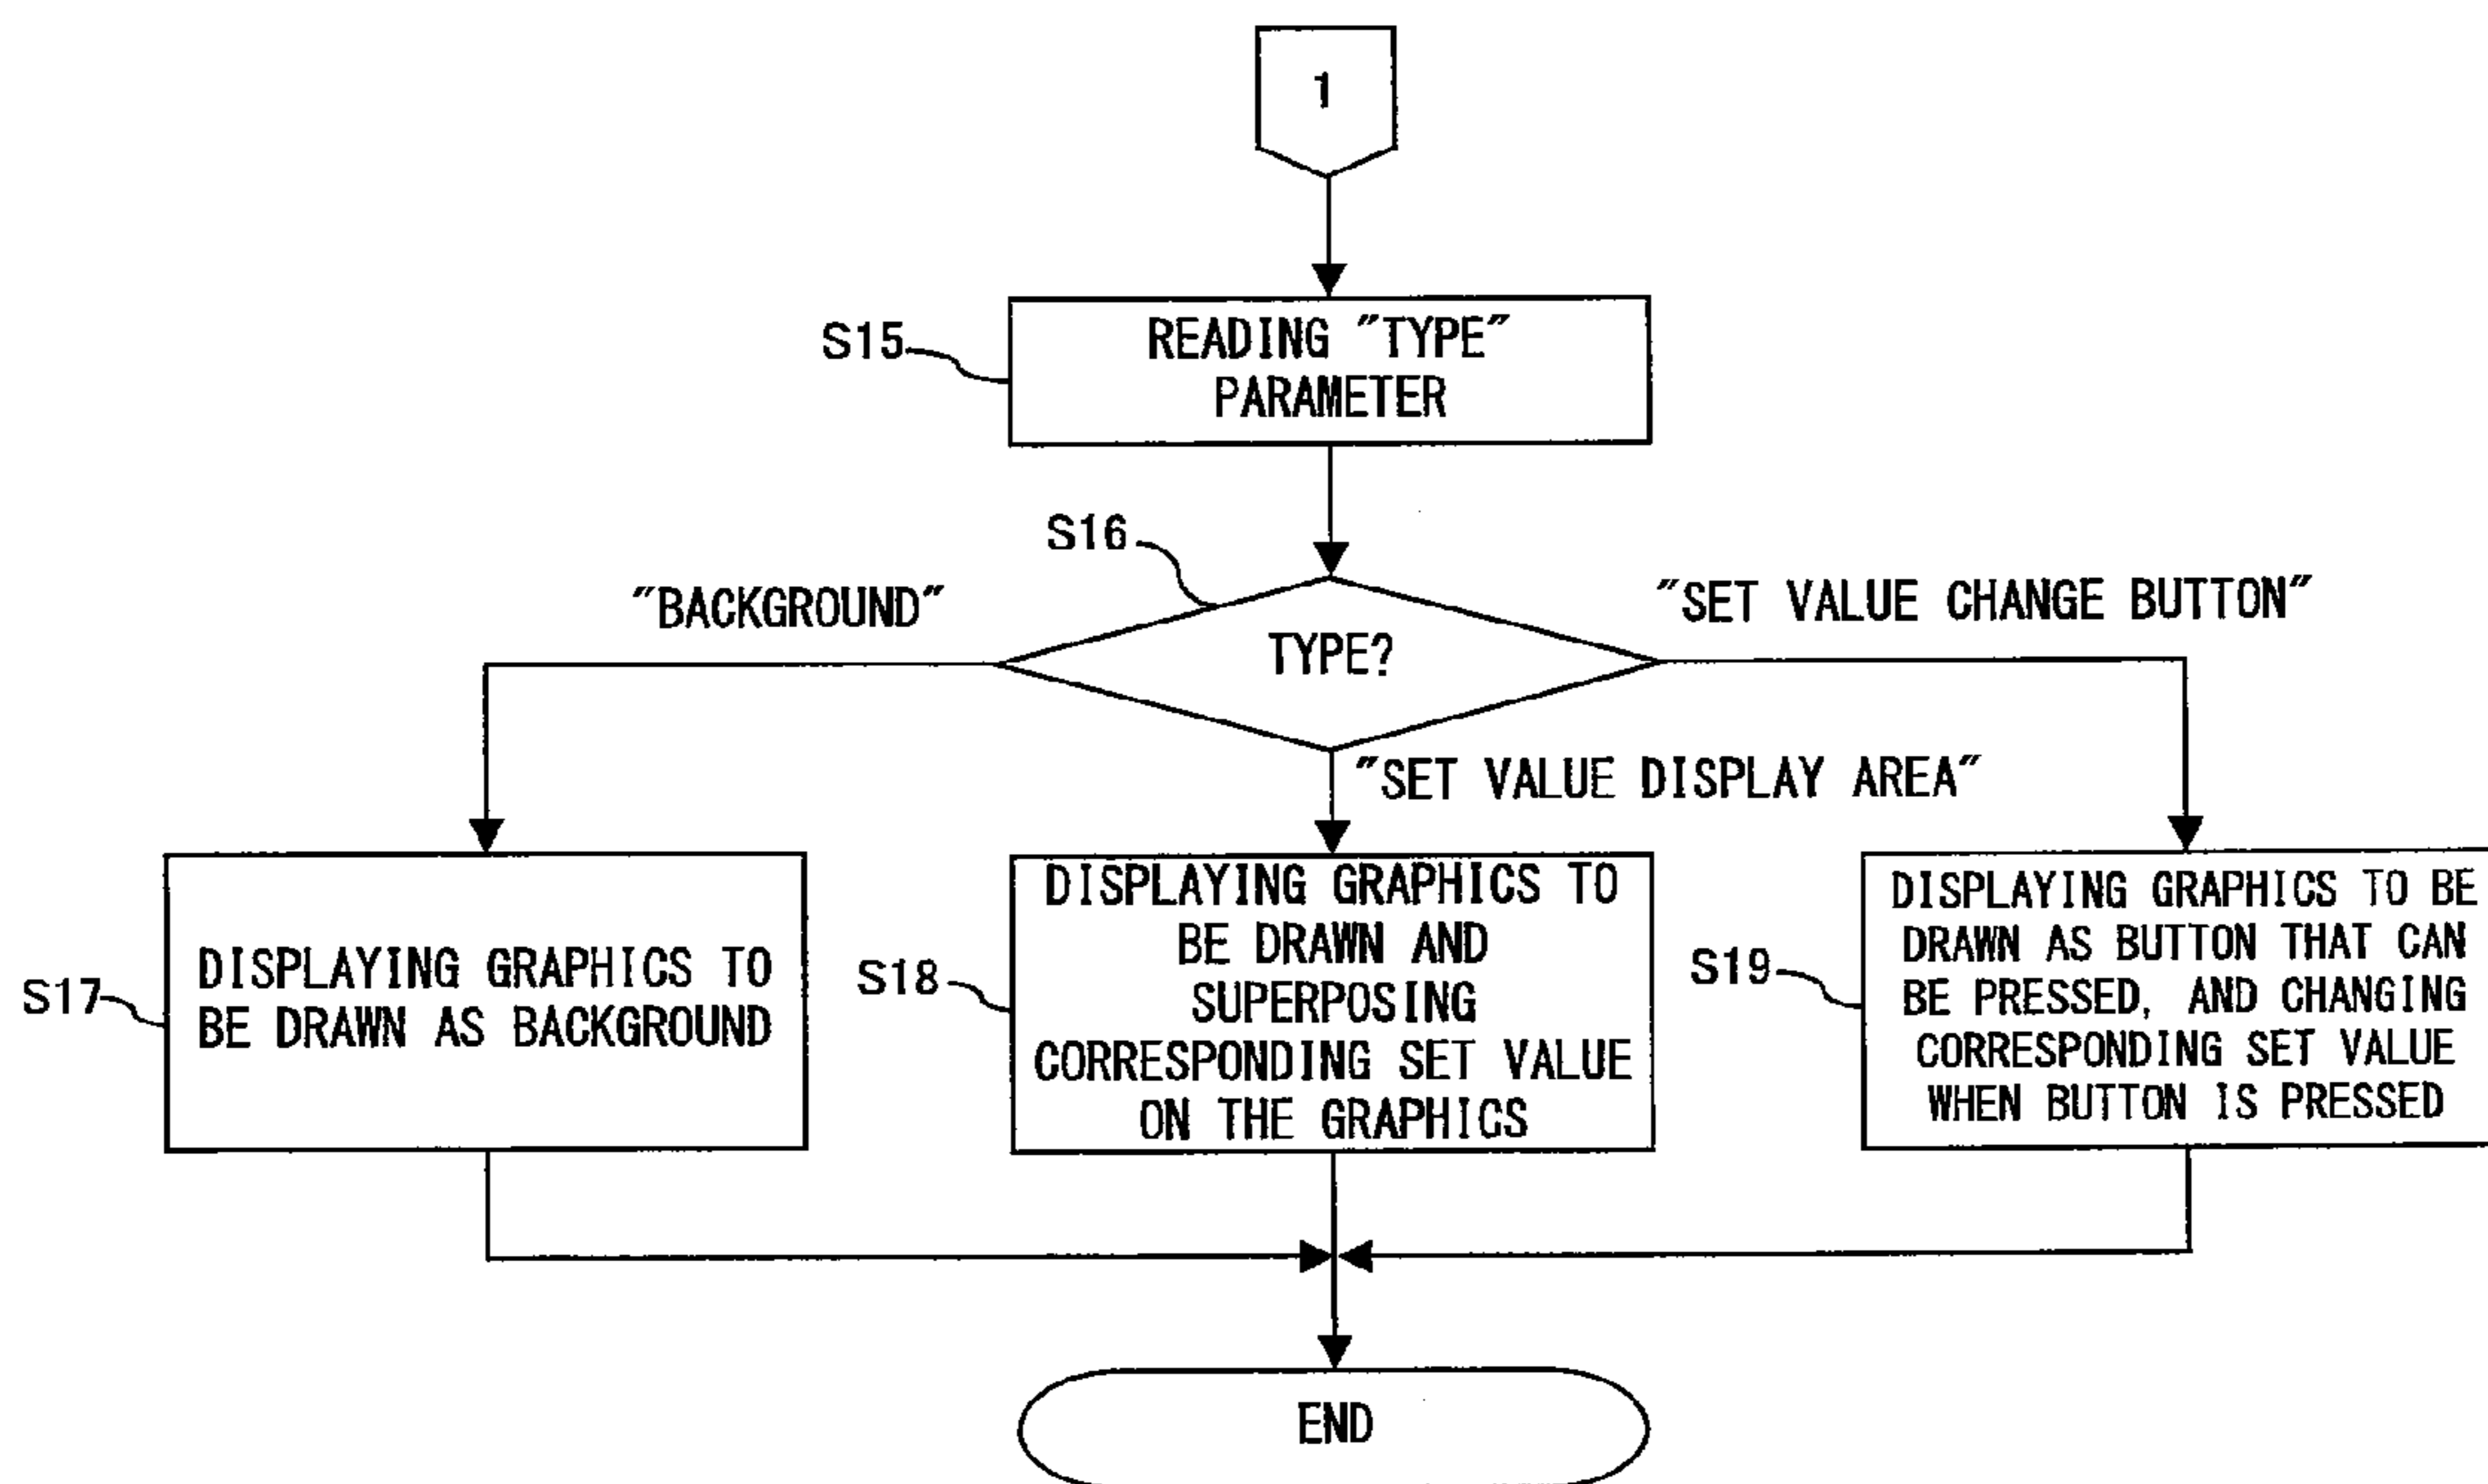 1
S15
READING "TYPE"
PARAMETER
S16
"BACKGROUND"
TYPE?
"SET VALUE CHANGE BUTTON"
"SET VALUE DISPLAY AREA"
S17
DISPLAYING GRAPHICS TO
BE DRAWN AS BACKGROUND
S18
DISPLAYING GRAPHICS TO
BE DRAWN AND
SUPERPOSING
CORRESPONDING SET VALUE
ON THE GRAPHICS
S19
DISPLAYING GRAPHICS TO BE
DRAWN AS BUTTON THAT CAN
BE PRESSED, AND CHANGING
CORRESPONDING SET VALUE
WHEN BUTTON IS PRESSED
END